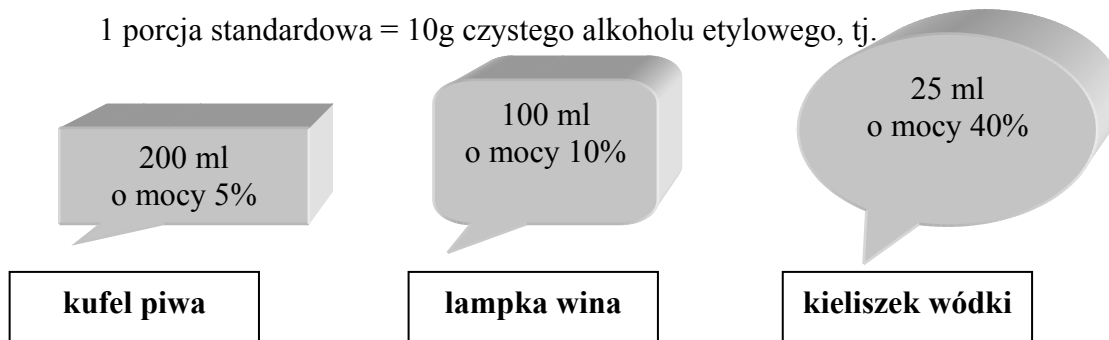 1 porcja standardowa = 10g czystego alkoholu etylowego, tj.
200 ml
o mocy 5%
100 ml
o mocy 10%
25 ml
o mocy 40%
kufel piwa
lampka wina
kieliszek wódki